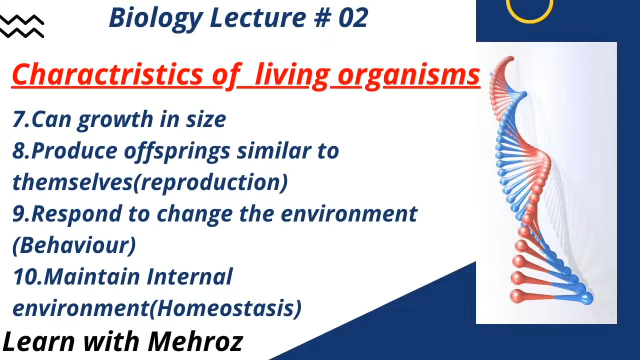 Biology Lecture # 02
Charactristics of living organisms
7.Can growth in size
8.Produce offsprings similar to
themselves(reproduction)
9.Respond to change the environment
(Behaviour)
10.Maintain Internal
environment(Homeostasis)
Learn with Mehroz